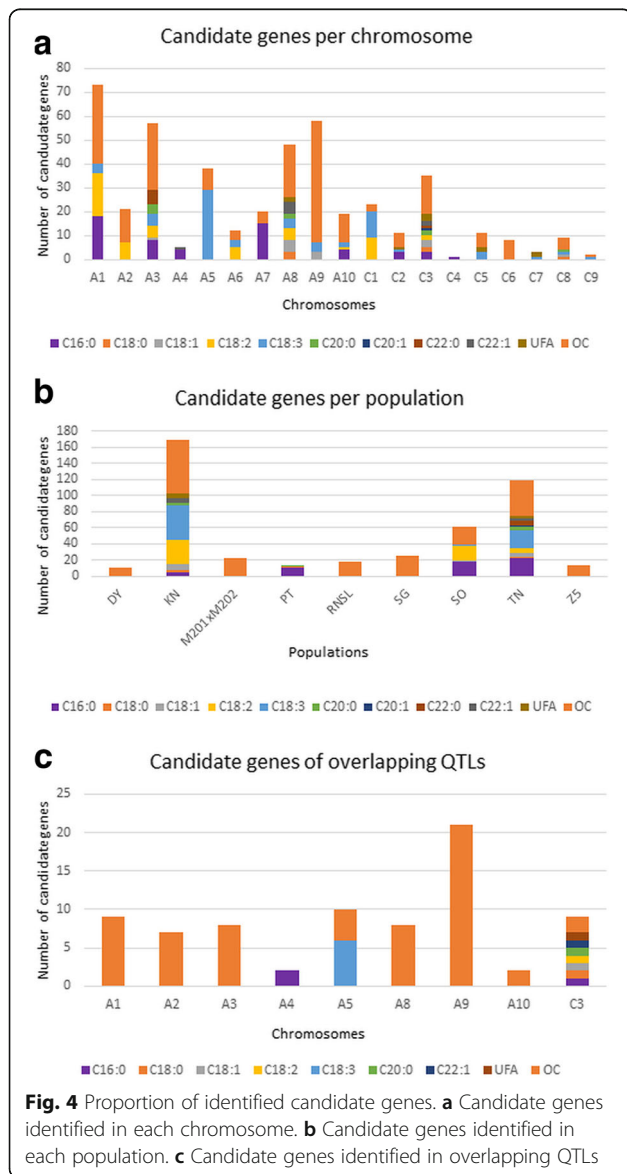 a
Candidate genes per chromosome
Number of candudategenes
80
70
60
50
40
30
20
10
0
A1 A2 A3 A4 A5 A6 A7 A8 A9 A10 C1 C2 C3 C4 C5 C6 C7 C8 C9
Chromosomes
C16:0 C18:0 C18:1 C18:2 C18:3 C20:0 C20:1 C22:0 C22:1 UFA OC
b
Candidate genes per population
Number of candidategenes
180
160
140
120
100
80
60
40
20
0
DY KN M201xM202 PT RNSL SG SO TN Z5
Populations
C16:0 C18:0 C18:1 C18:2 C18:3 C20:0 C20:1 C22:0 C22:1 UFA OC
c
Candidate genes of overlapping QTLs
Number of candidategenes
25
20
15
10
5
0
A1 A2 A3 A4 A5 A8 A9 A10 C3
Chromosomes
C16:0 C18:0 C18:1 C18:2 C18:3 C20:0 C22:1 UFA OC
Fig. 4 Proportion of identified candidate genes. a Candidate genes
identified in each chromosome. b Candidate genes identified in
each population. c Candidate genes identified in overlapping QTLs